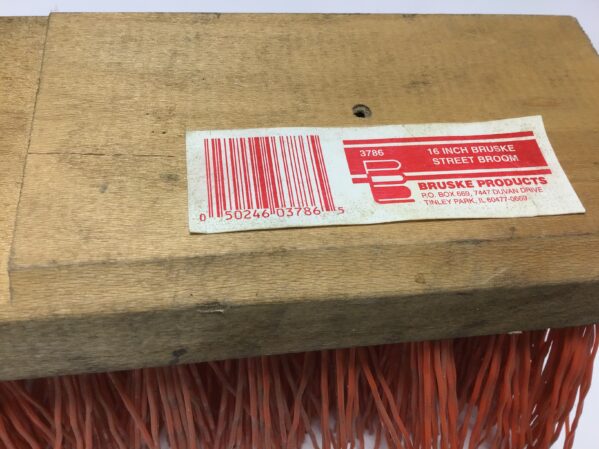 0 50246 03786 5
3786
16 INCH BRUSKE
STREET BROOM
BRUSKE PRODUCTS
P.O. BOX 669, 7447 DUVAN DRIVE
TINLEY PARK, IL 60477-0669